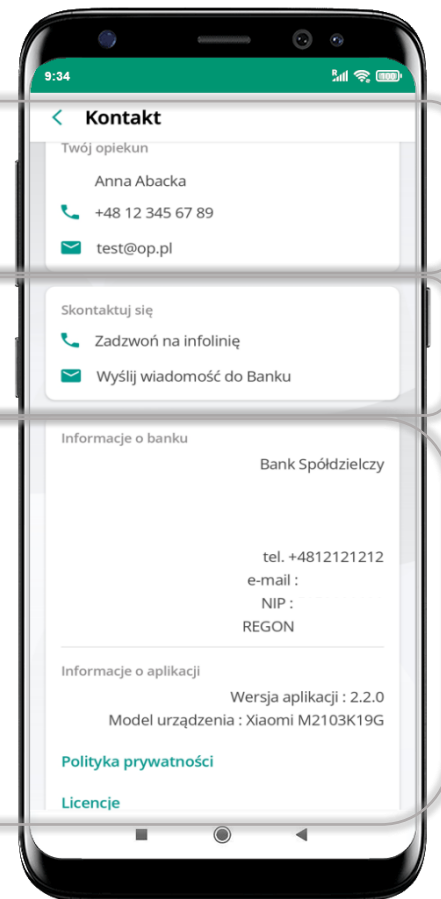 9:34
100
Kontakt
Twój opiekun
Anna Abacka
+48 12 345 67 89
test@op.pl
Skontaktuj się
Zadzwoń na infolinię
Wyślij wiadomość do Banku
Informacje o banku
Bank Spółdzielczy
tel. +4812121212
e-mail :
NIP :
REGON
Informacje o aplikacji
Wersja aplikacji : 2.2.0
Model urządzenia : Xiaomi M2103K19G
Polityka prywatności
Licencje